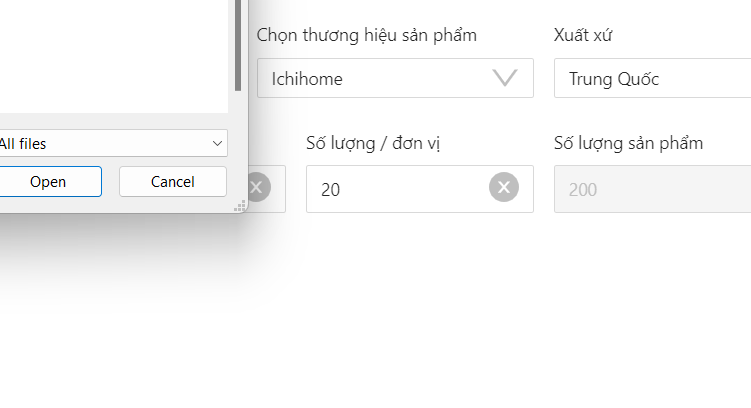 Chọn thương hiệu sản phẩm
Xuất xứ
Ichihome
Trung Quốc
All files
Số lượng / đơn vị
Số lượng sản phẩm
Open
Cancel
20
200